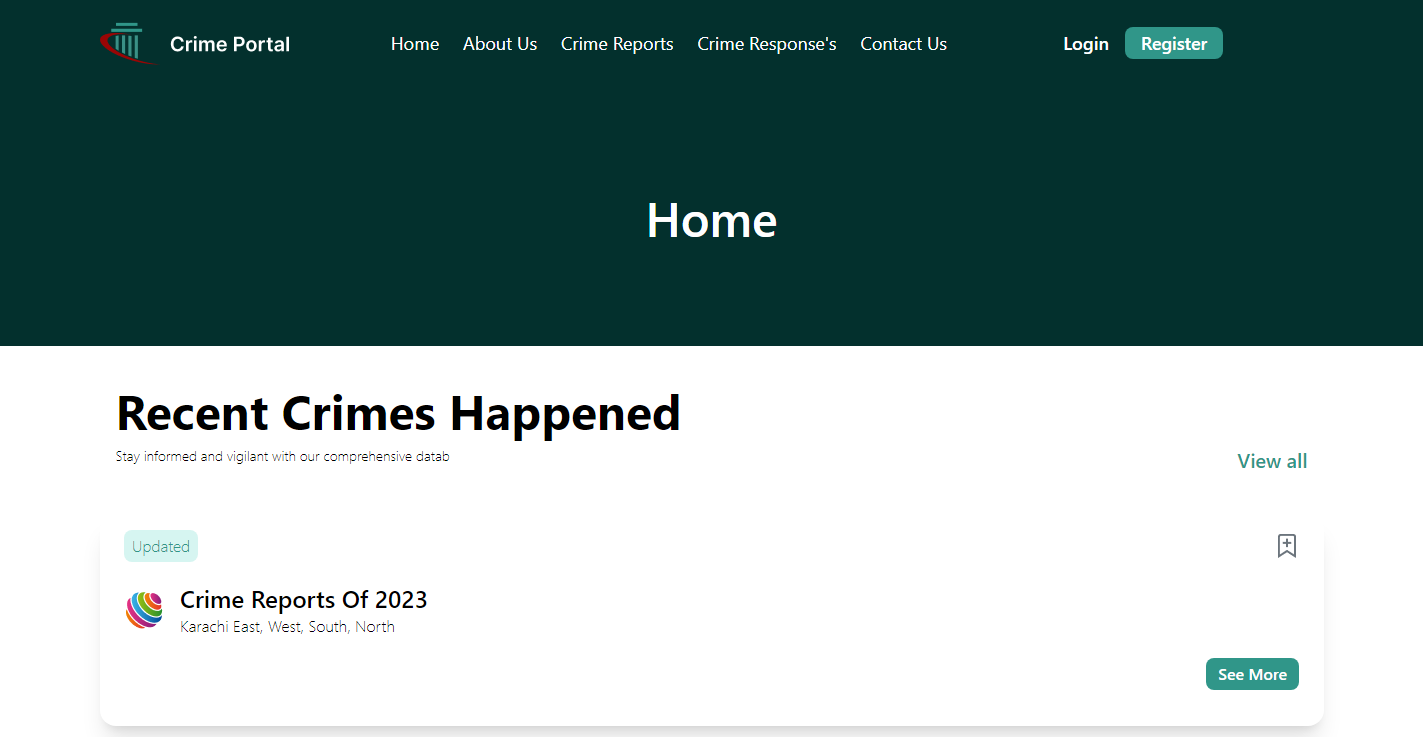 Crime Portal
Home
About Us
Crime Reports
Crime Response's
Contact Us
Login
Register
Home
Recent Crimes Happened
Stay informed and vigilant with our comprehensive datab
View all
Updated
Crime Reports Of 2023
Karachi East, West, South, North
See More